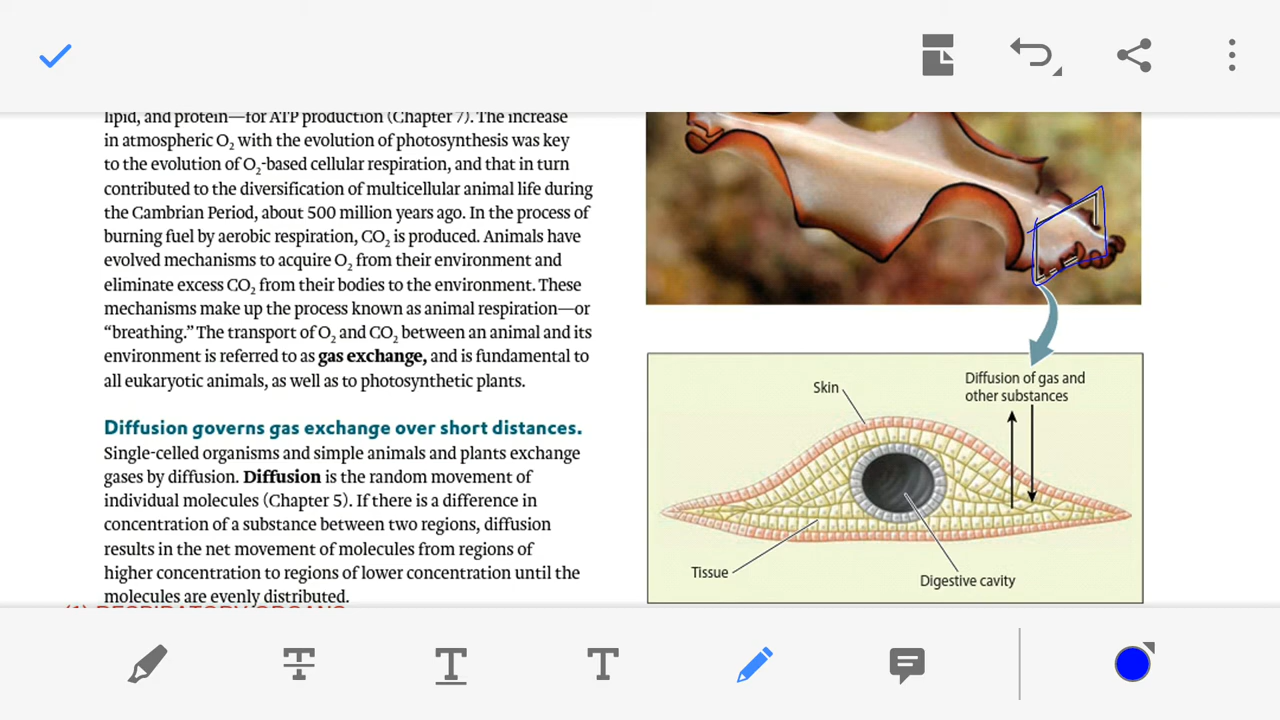 lipid, and protein—for ATP production (Chapter 7). The increase
in atmospheric O₂ with the evolution of photosynthesis was key
to the evolution of O₂-based cellular respiration, and that in turn
contributed to the diversification of multicellular animal life during
the Cambrian Period, about 500 million years ago. In the process of
burning fuel by aerobic respiration, CO₂ is produced. Animals have
evolved mechanisms to acquire O₂ from their environment and
eliminate excess CO₂ from their bodies to the environment. These
mechanisms make up the process known as animal respiration—or
“breathing.” The transport of O₂ and CO₂ between an animal and its
environment is referred to as gas exchange, and is fundamental to
all eukaryotic animals, as well as to photosynthetic plants.
Diffusion governs gas exchange over short distances.
Single-celled organisms and simple animals and plants exchange
gases by diffusion. Diffusion is the random movement of
individual molecules (Chapter 5). If there is a difference in
concentration of a substance between two regions, diffusion
results in the net movement of molecules from regions of
higher concentration to regions of lower concentration until the
molecules are evenly distributed.
(1) RESPIRATORY ORGANS
Skin
Diffusion of gas and
other substances
Tissue
Digestive cavity
T
T
T